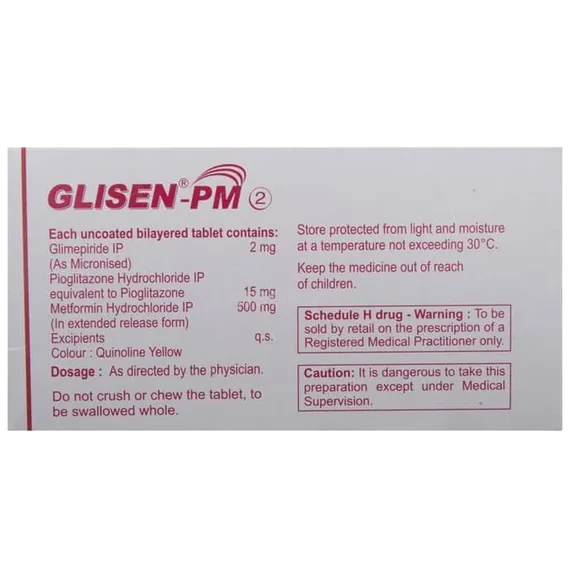 GLISEN®-PM 2
Each uncoated bilayered tablet contains:
Glimepiride IP 2 mg
(As Micronised)
Pioglitazone Hydrochloride IP
equivalent to Pioglitazone 15 mg
Metformin Hydrochloride IP 500 mg
(In extended release form)
Excipients q.s.
Colour : Quinoline Yellow
Dosage : As directed by the physician.
Do not crush or chew the tablet, to
be swallowed whole.
Store protected from light and moisture
at a temperature not exceeding 30°C.
Keep the medicine out of reach
of children.
Schedule H drug - Warning : To be
sold by retail on the prescription of a
Registered Medical Practitioner only.
Caution: It is dangerous to take this
preparation except under Medical
Supervision.